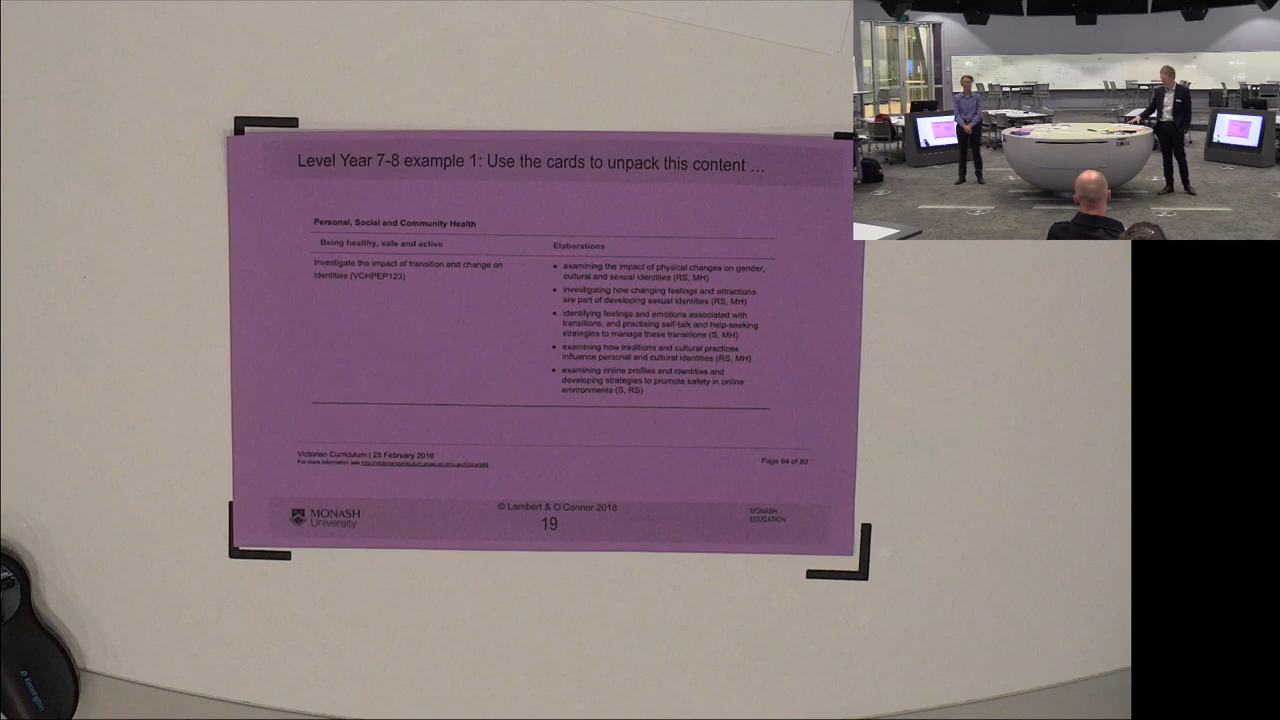 Level Year 7-8 example 1: Use the cards to unpack this content ...
Personal, Social and Community Health
Being healthy, safe and active
Elaborations
Investigate the impact of transition and change on
identities (VCHPEP123)
• examining the impact of physical changes on gender,
cultural and sexual identities (RS, MH)
• investigating how changing feelings and attractions
are part of developing sexual identities (RS, MH)
• identifying feelings and emotions associated with
transitions, and practising self-talk and help-seeking
strategies to manage these transitions (S, MH)
• examining how traditions and cultural practices
influence personal and cultural identities (RS, MH)
• examining online profiles and identities and
developing strategies to promote safety in online
environments (S, RS)
Victorian Curriculum | 25 February 2018
For more information see
Page 64 of 80
MONASH
University
© Lambert & O'Connor 2018
19
MONASH
EDUCATION
Kensington